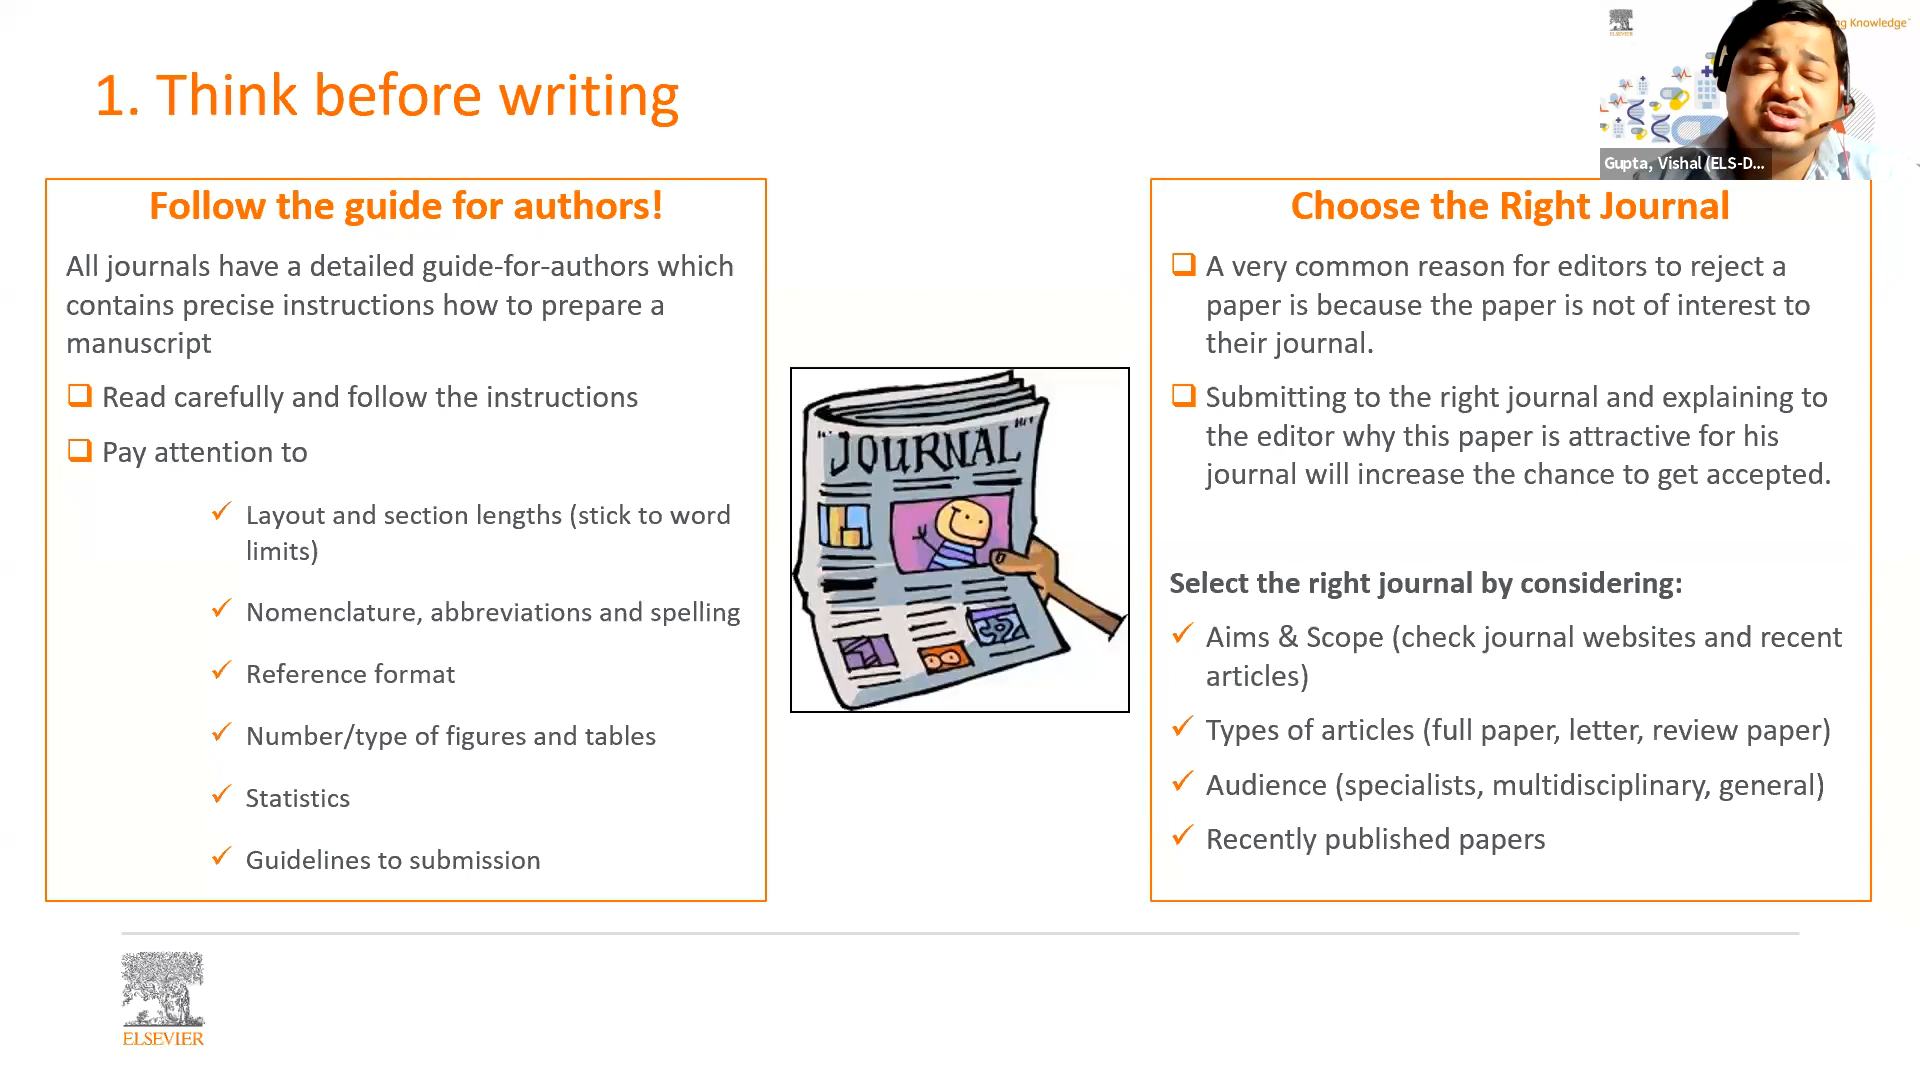 1. Think before writing
ELSEVIER
ng Knowledge™
Gupta, Vishal (ELS-D...
Follow the guide for authors!
All journals have a detailed guide-for-authors which
contains precise instructions how to prepare a
manuscript
Read carefully and follow the instructions
Pay attention to
Layout and section lengths (stick to word
limits)
Nomenclature, abbreviations and spelling
Reference format
Number/type of figures and tables
Statistics
Guidelines to submission
JOURNAL
Choose the Right Journal
A very common reason for editors to reject a
paper is because the paper is not of interest to
their journal.
Submitting to the right journal and explaining to
the editor why this paper is attractive for his
journal will increase the chance to get accepted.
Select the right journal by considering:
Aims & Scope (check journal websites and recent
articles)
Types of articles (full paper, letter, review paper)
Audience (specialists, multidisciplinary, general)
Recently published papers
ELSEVIER